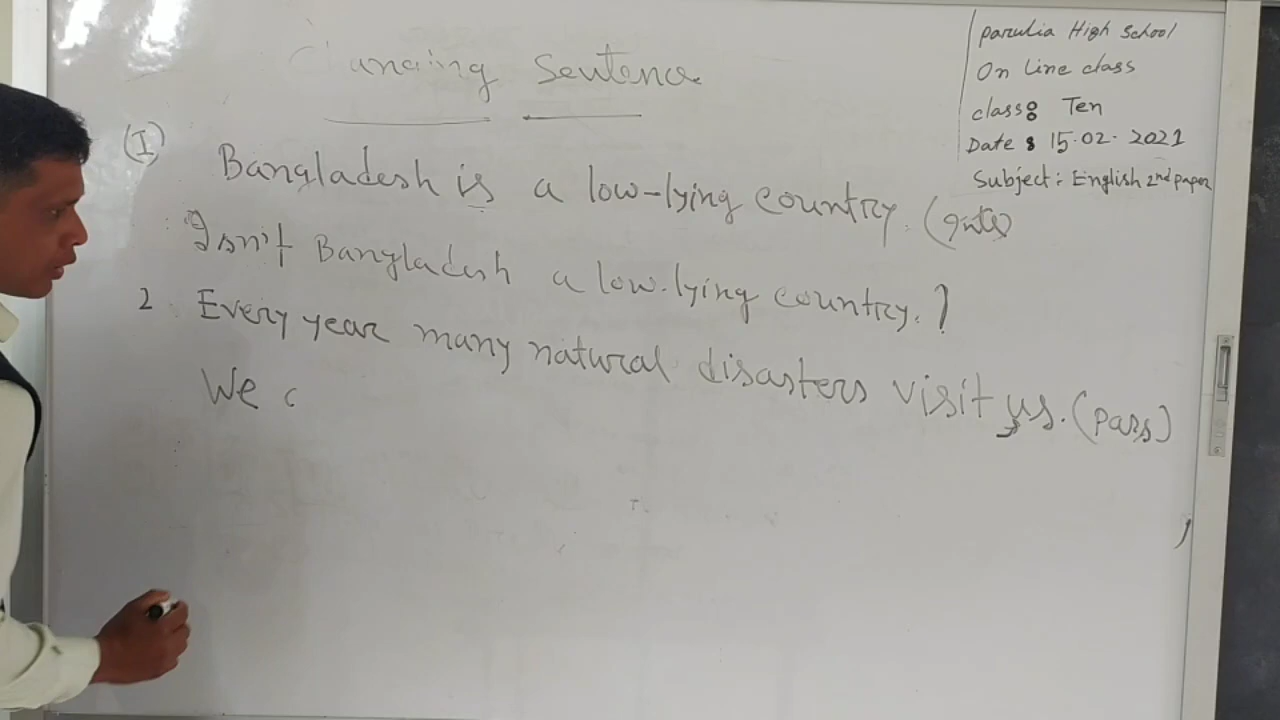 Changing Sentence
Parulia High School
On Line class
class: Ten
Date : 15.02.2021
Subject: English 2nd paper
(I) Bangladesh is a low-lying country. (Inte)
Isn't Bangladesh a low-lying country.?
2 Every year many natural disasters visit us. (Pass)
We